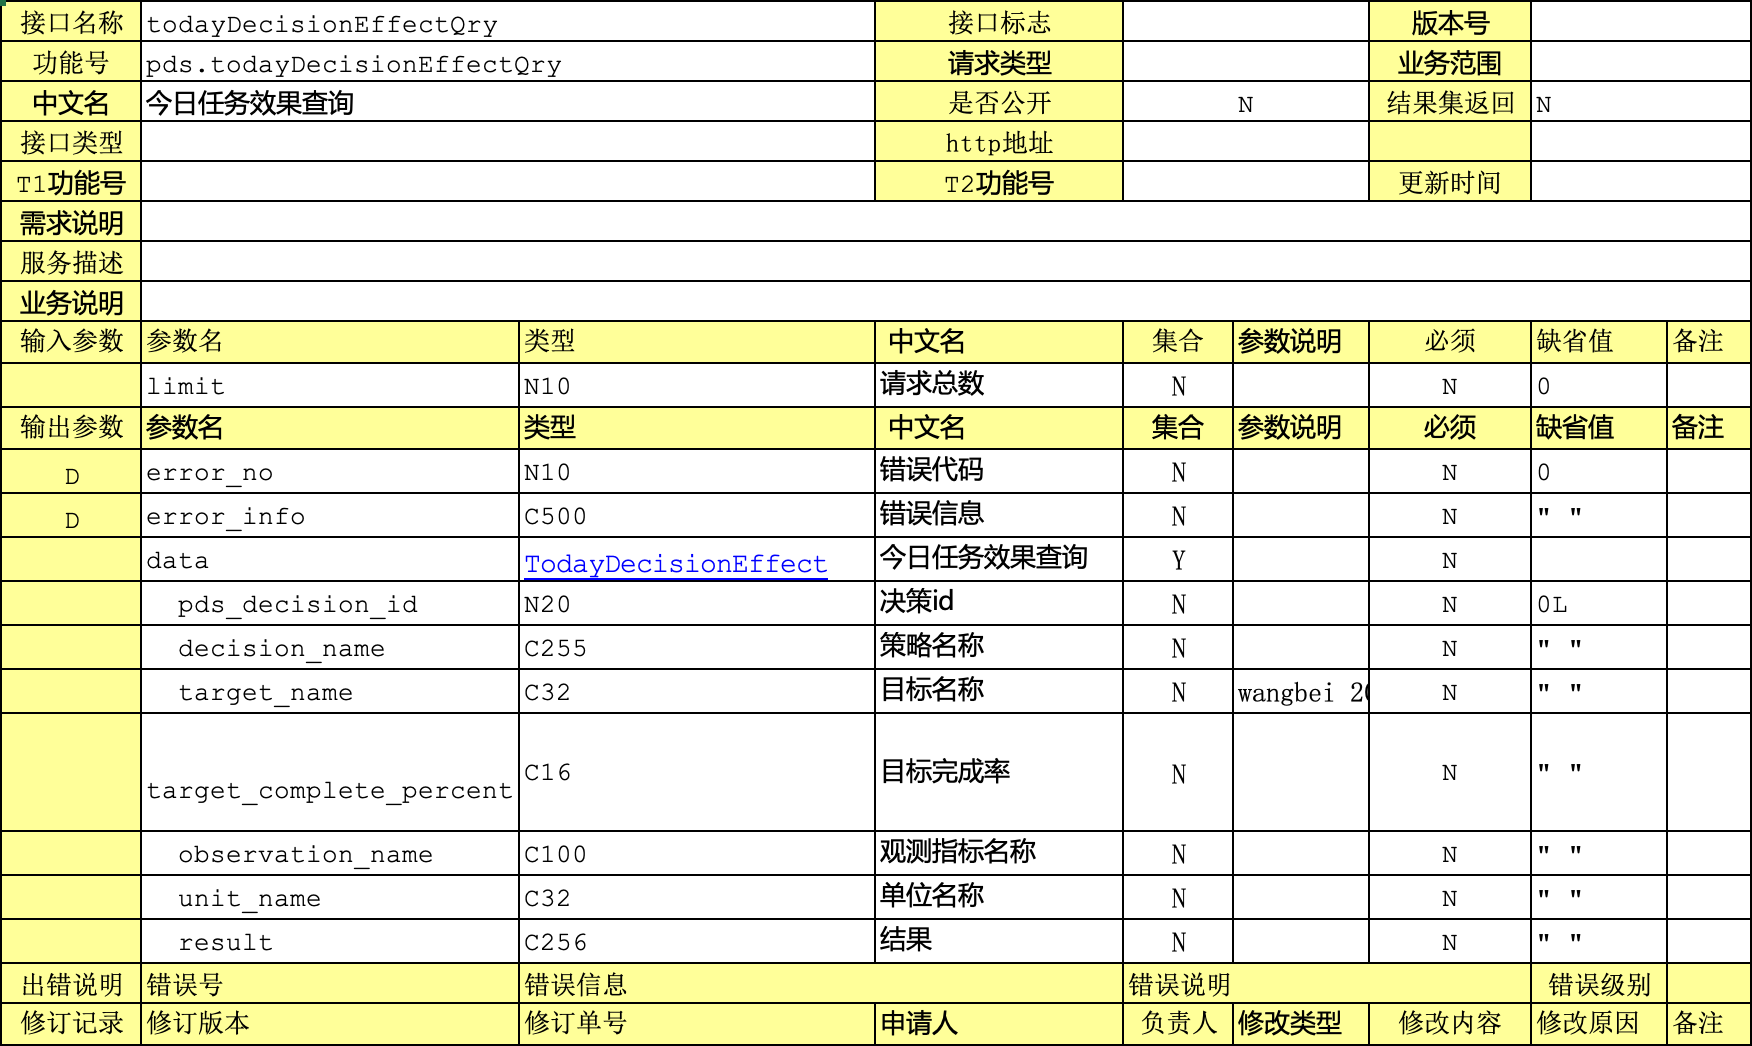 接口名称 todayDecisionEffectQry 接口标志 版本号
功能号 pds.todayDecisionEffectQry 请求类型 业务范围
中文名 今日任务效果查询 是否公开 N 结果集返回 N
接口类型 http地址
T1功能号 T2功能号 更新时间
需求说明
服务描述
业务说明
输入参数 参数名 类型 中文名 集合 参数说明 必须 缺省值 备注
limit N10 请求总数 N N 0
输出参数 参数名 类型 中文名 集合 参数说明 必须 缺省值 备注
D error_no N10 错误代码 N N 0
D error_info C500 错误信息 N N " "
data TodayDecisionEffect 今日任务效果查询 Y N
pds_decision_id N20 决策id N N 0L
decision_name C255 策略名称 N N " "
target_name C32 目标名称 N wangbei N " "
target_complete_percent C16 目标完成率 N N " "
observation_name C100 观测指标名称 N N " "
unit_name C32 单位名称 N N " "
result C256 结果 N N " "
出错说明 错误号 错误信息 错误说明 错误级别
修订记录 修订版本 修订单号 申请人 负责人 修改类型 修改内容 修改原因 备注